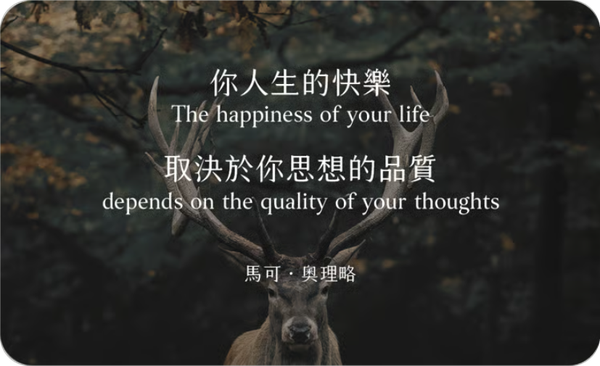 你人生的快樂
The happiness of your life
取決於你思想的品質
depends on the quality of your thoughts
馬可·奧理略